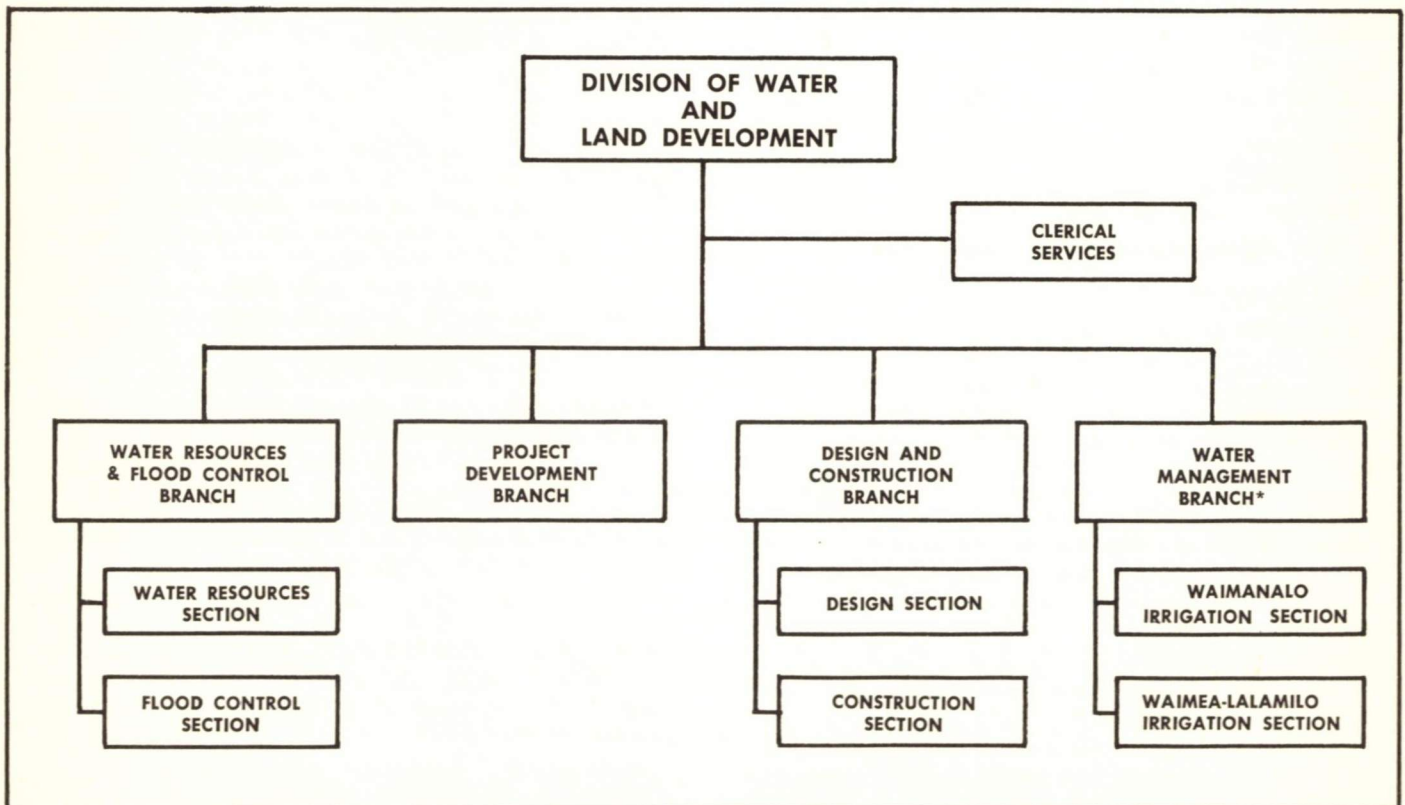 DIVISION OF WATER
AND
LAND DEVELOPMENT
CLERICAL
SERVICES
WATER RESOURCES
& FLOOD CONTROL
BRANCH
PROJECT
DEVELOPMENT
BRANCH
DESIGN AND
CONSTRUCTION
BRANCH
WATER
MANAGEMENT
BRANCH*
WATER RESOURCES
SECTION
DESIGN SECTION
WAIMANALO
IRRIGATION SECTION
FLOOD CONTROL
SECTION
CONSTRUCTION
SECTION
WAIMEA-LALAMILO
IRRIGATION SECTION